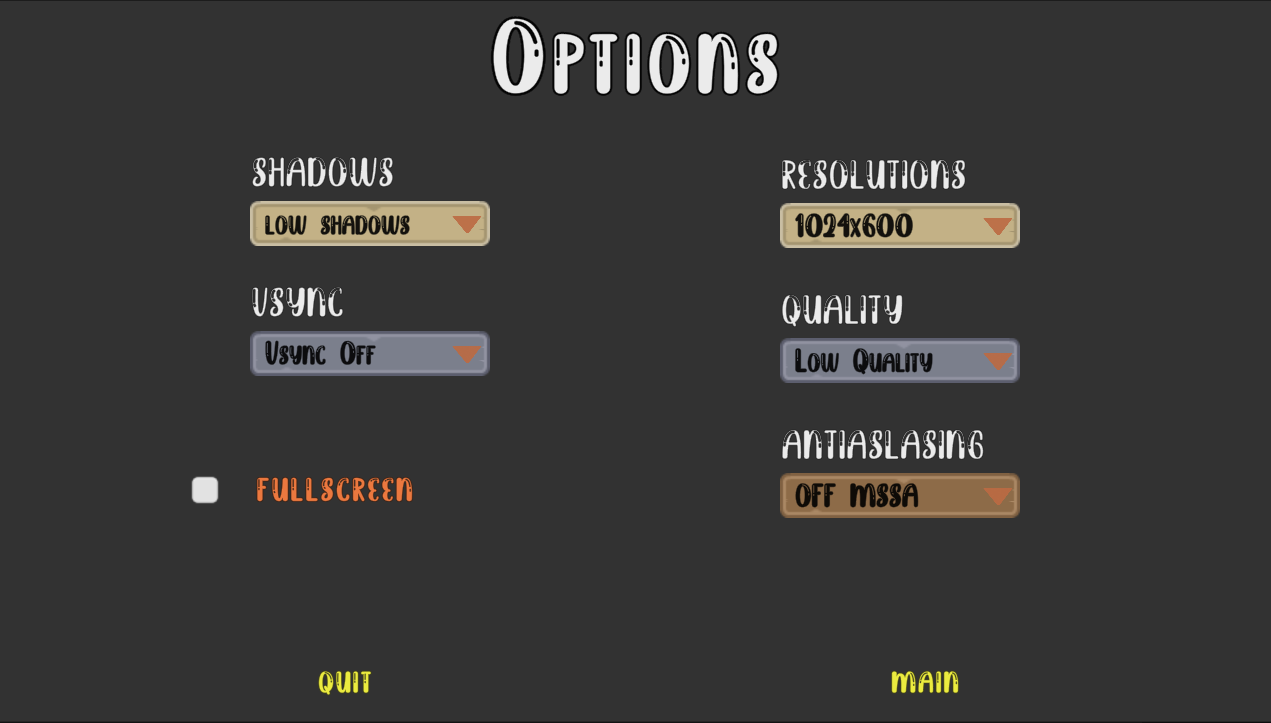 Options
SHADOWS
LOW SHADOWS
VSYNC
Vsync Off
FULLSCREEN
RESOLUTIONS
1024x600
QUALITY
Low Quality
ANTIASLASING
OFF MSSA
QUIT
MAIN